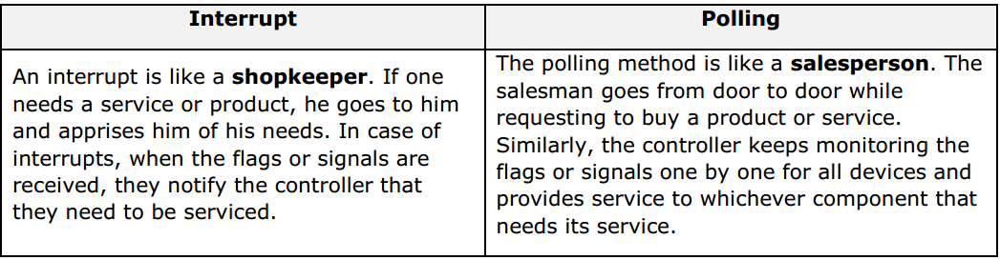 Interrupt
An interrupt is like a shopkeeper. If one
needs a service or product, he goes to him
and apprises him of his needs. In case of
interrupts, when the flags or signals are
received, they notify the controller that
they need to be serviced.
Polling
The polling method is like a salesperson. The
salesman goes from door to door while
requesting to buy a product or service.
Similarly, the controller keeps monitoring the
flags or signals one by one for all devices and
provides service to whichever component that
needs its service.